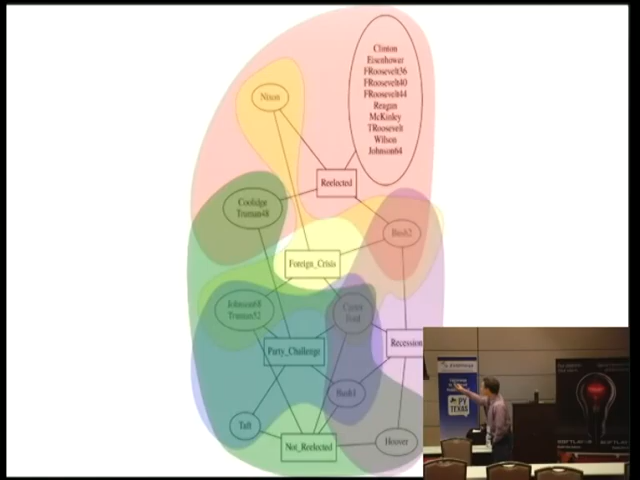 Clinton
Eisenhower
FRoosevelt36
FRoosevelt40
FRoosevelt44
Reagan
McKinley
TRoosevelt
Wilson
Johnson64
Nixon
Reelected
Coolidge
Truman48
Bush2
Foreign_Crisis
Johnson68
Truman52
Carter
Ford
Recession
Party_Challenge
Bush1
Taft
Not_Reelected
Hoover
PY
TEXAS